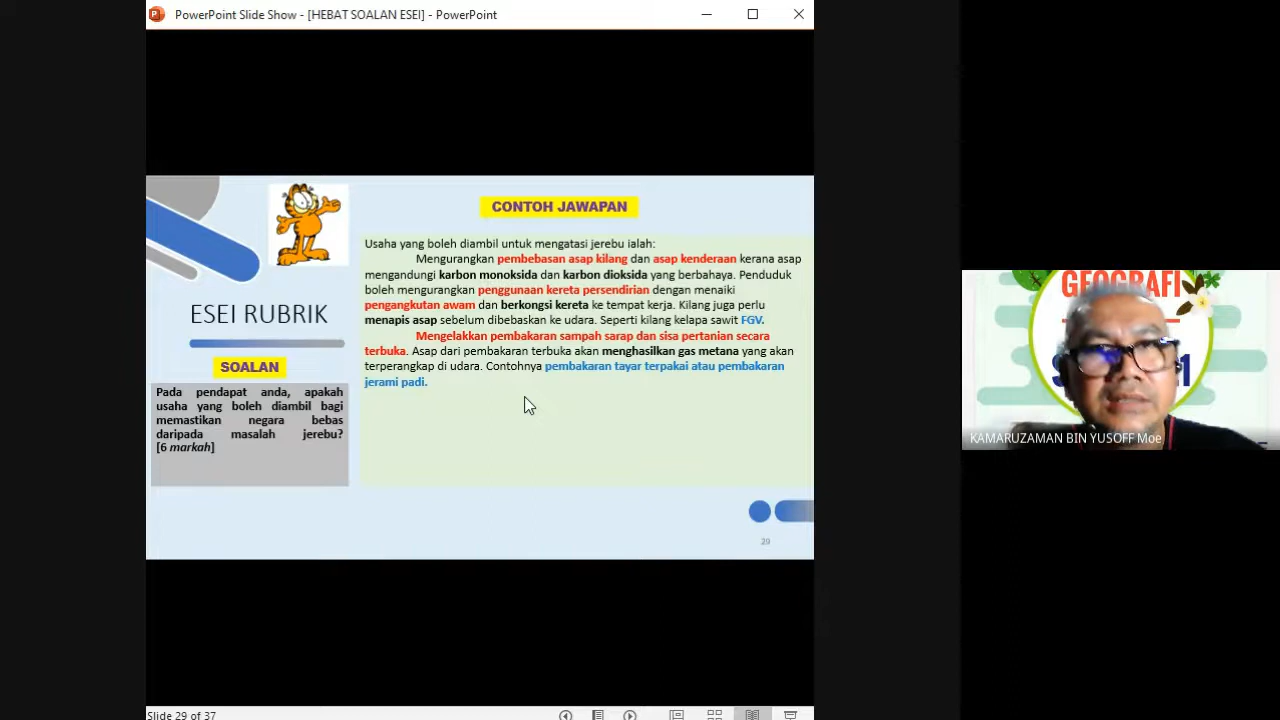 PowerPoint Slide Show - [HEBAT SOALAN ESEI] - PowerPoint
CONTOH JAWAPAN
Usaha yang boleh diambil untuk mengatasi jerebu ialah:
Mengurangkan pembebasan asap kilang dan asap kenderaan kerana asap
mengandungi karbon monoksida dan karbon dioksida yang berbahaya. Penduduk
boleh mengurangkan penggunaan kereta persendirian dengan menaiki
pengangkutan awam dan berkongsi kereta ke tempat kerja. Kilang juga perlu
menapis asap sebelum dibebaskan ke udara. Seperti kilang kelapa sawit FGV.
Mengelakkan pembakaran sampah sarap dan sisa pertanian secara
terbuka. Asap dari pembakaran terbuka akan menghasilkan gas metana yang akan
terperangkap di udara. Contohnya pembakaran tayar terpakai atau pembakaran
jerami padi.
ESEI RUBRIK
SOALAN
Pada pendapat anda, apakah
usaha yang boleh diambil bagi
memastikan negara bebas
daripada masalah jerebu?
[6 markah]
29
Slide 29 of 37
GEOGRAFI
KAMARUZAMAN BIN YUSOFF Moe